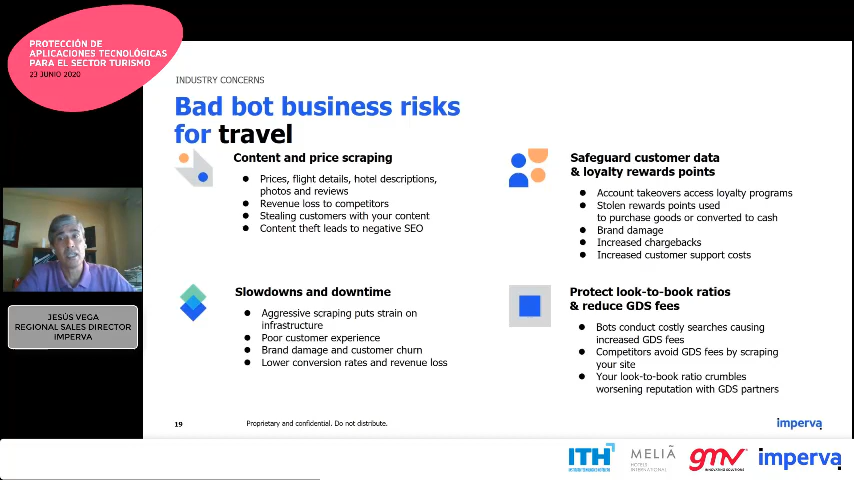 PROTECCIÓN DE
APLICACIONES TECNOLÓGICAS
PARA EL SECTOR TURISMO
23 JUNIO 2020
INDUSTRY CONCERNS
Bad bot business risks
for travel
Content and price scraping
● Prices, flight details, hotel descriptions,
photos and reviews
● Revenue loss to competitors
● Stealing customers with your content
● Content theft leads to negative SEO
Safeguard customer data
& loyalty rewards points
● Account takeovers access loyalty programs
● Stolen rewards points used
to purchase goods or converted to cash
● Brand damage
● Increased chargebacks
● Increased customer support costs
Slowdowns and downtime
● Aggressive scraping puts strain on
infrastructure
● Poor customer experience
● Brand damage and customer churn
● Lower conversion rates and revenue loss
Protect look-to-book ratios
& reduce GDS fees
● Bots conduct costly searches causing
increased GDS fees
● Competitors avoid GDS fees by scraping
your site
● Your look-to-book ratio crumbles
worsening reputation with GDS partners
JESÚS VEGA
REGIONAL SALES DIRECTOR
IMPERVA
19
Proprietary and confidential. Do not distribute.
imperva
ITH
MELIÃ
HOTELS
INTERNATIONAL
gmv
INNOVATING SOLUTIONS
imperva